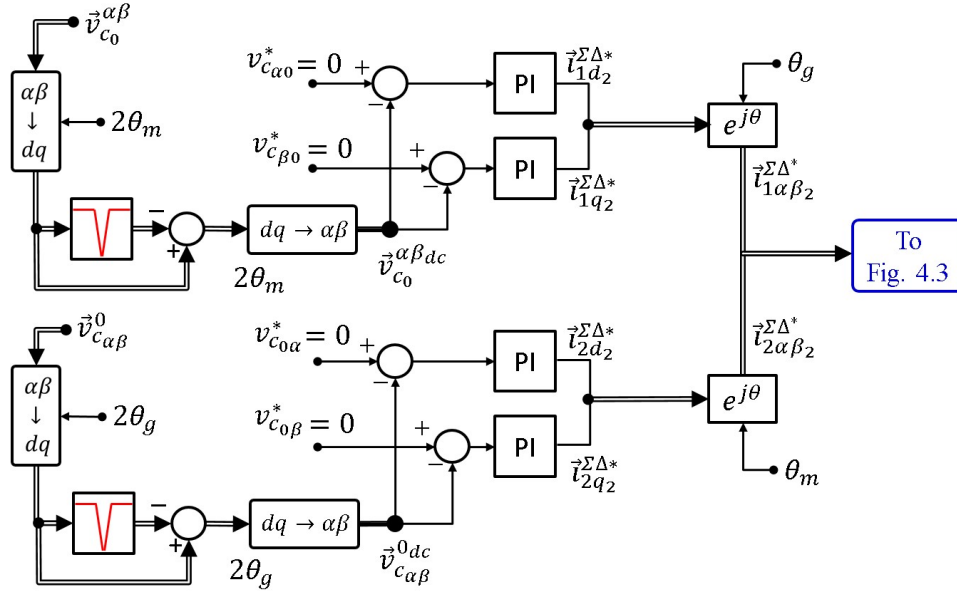 v⃗_{c_0}^{αβ}
αβ
↓
dq
2θ_m
−
+
dq → αβ
2θ_m
v⃗_{c_0}^{αβ_{dc}}
v^*_{c_{α0}} = 0
+
−
PI
i⃗_{1d_2}^{ΣΔ*}
v^*_{c_{β0}} = 0
+
−
PI
i⃗_{1q_2}^{ΣΔ*}
θ_g
e^{jθ}
i⃗_{1αβ_2}^{ΣΔ*}
To
Fig. 4.3
v⃗_{c_{αβ}}^{0}
αβ
↓
dq
2θ_g
−
+
dq → αβ
2θ_g
v⃗_{c_{αβ}}^{0_{dc}}
v^*_{c_{0α}} = 0
+
−
PI
i⃗_{2d_2}^{ΣΔ*}
v^*_{c_{0β}} = 0
+
−
PI
i⃗_{2q_2}^{ΣΔ*}
i⃗_{2αβ_2}^{ΣΔ*}
e^{jθ}
θ_m